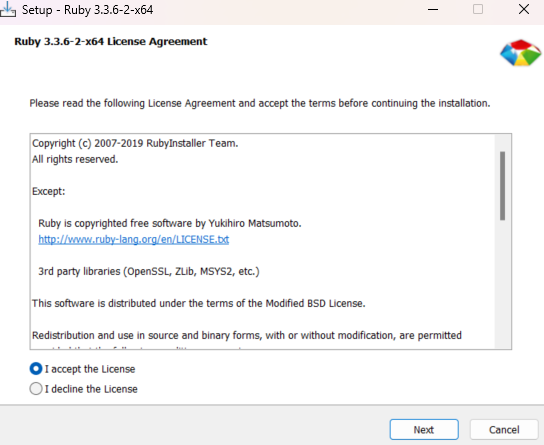 Setup - Ruby 3.3.6-2-x64
Ruby 3.3.6-2-x64 License Agreement
Please read the following License Agreement and accept the terms before continuing the installation.
Copyright (c) 2007-2019 RubyInstaller Team.
All rights reserved.
Except:
Ruby is copyrighted free software by Yukihiro Matsumoto.
http://www.ruby-lang.org/en/LICENSE.txt
3rd party libraries (OpenSSL, ZLib, MSYS2, etc.)
This software is distributed under the terms of the Modified BSD License.
Redistribution and use in source and binary forms, with or without modification, are permitted
I accept the License
I decline the License
Next
Cancel